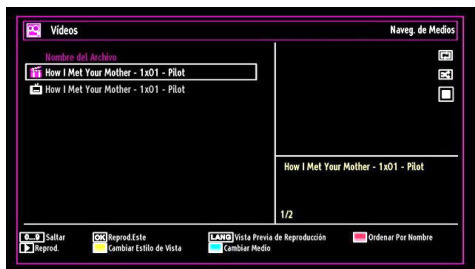 Vídeos
Naveg. de Medios
Nombre del Archivo
How I Met Your Mother - 1x01 - Pilot
How I Met Your Mother - 1x01 - Pilot
How I Met Your Mother - 1x01 - Pilot
1/2
0...9 Saltar OK Reprod.Este LANG Vista Previa de Reproducción Ordenar Por Nombre
Reprod. Cambiar Estilo de Vista Cambiar Medio